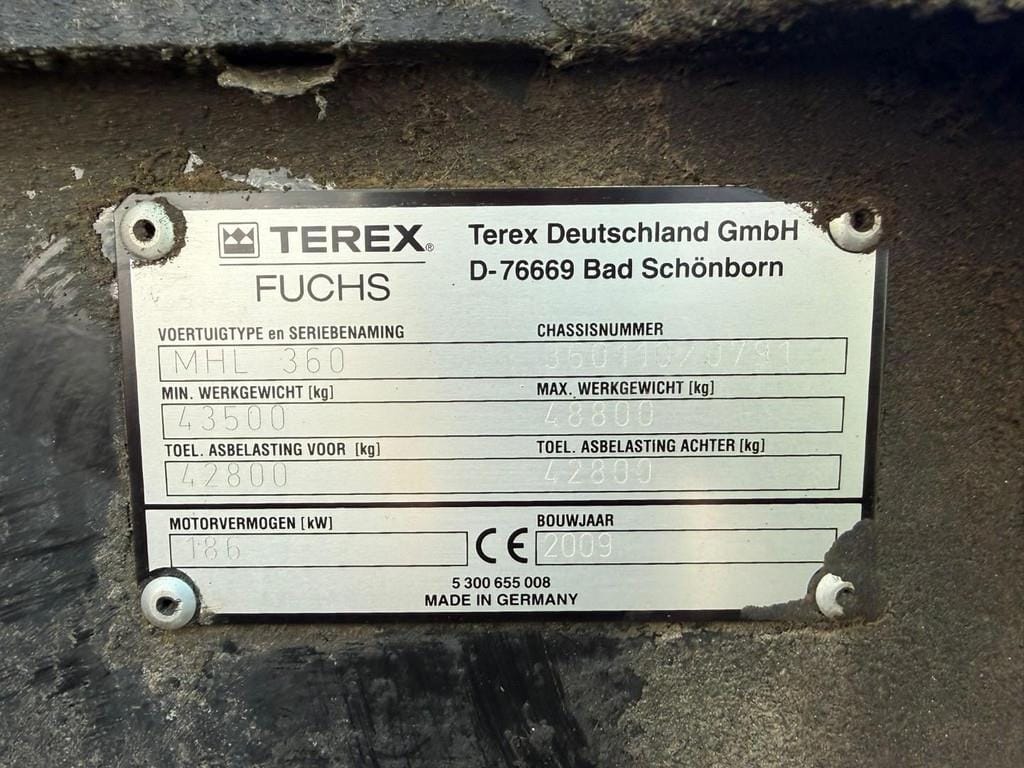 TEREX®
FUCHS
Terex Deutschland GmbH
D-76669 Bad Schönborn
VOERTUIGTYPE en SERIEBENAMING CHASSISNUMMER
MHL 360 3601102079 1
MIN. WERKGEWICHT [kg] MAX. WERKGEWICHT [kg]
43500 48800
TOEL. ASBELASTING VOOR [kg] TOEL. ASBELASTING ACHTER [kg]
42800 42800
MOTORVERMOGEN [kW] BOUWJAAR
186 CE 2009
5 300 655 008
MADE IN GERMANY